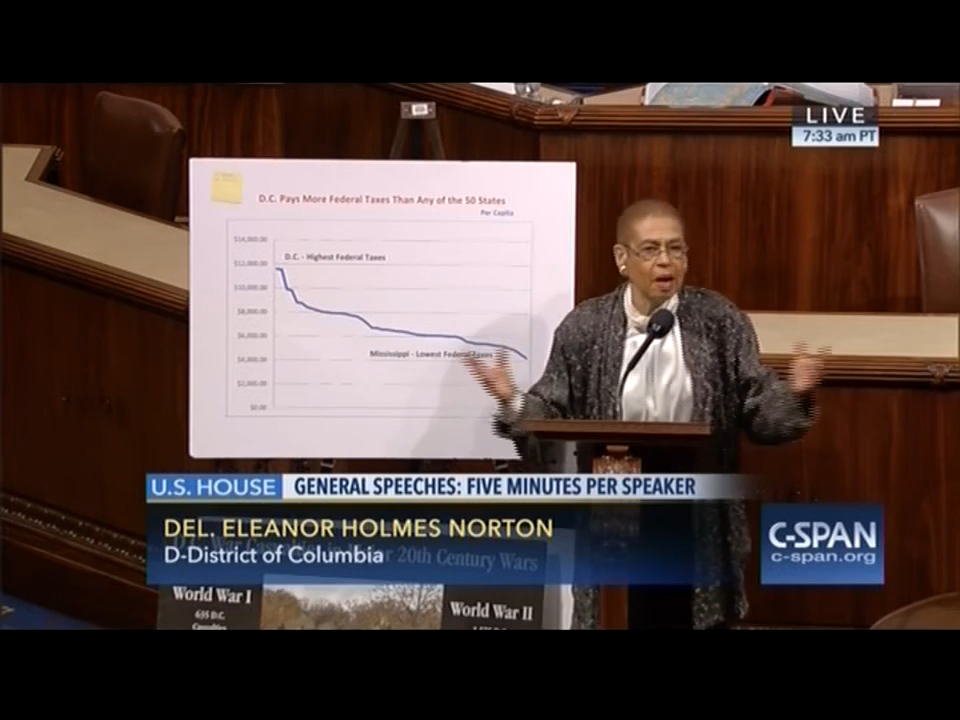 LIVE
7:33 am PT
D.C. Pays More Federal Taxes Than Any of the 50 States
Per Capita
$14,000.00
D.C. - Highest Federal Taxes
$12,000.00
$10,000.00
$8,000.00
$6,000.00
Mississippi - Lowest Federal Taxes
$4,000.00
$2,000.00
$0.00
U.S. HOUSE GENERAL SPEECHES: FIVE MINUTES PER SPEAKER
DEL. ELEANOR HOLMES NORTON
D-District of Columbia
C-SPAN
c-span.org
20th Century Wars
World War I
635 D.C.
Casualties
World War II